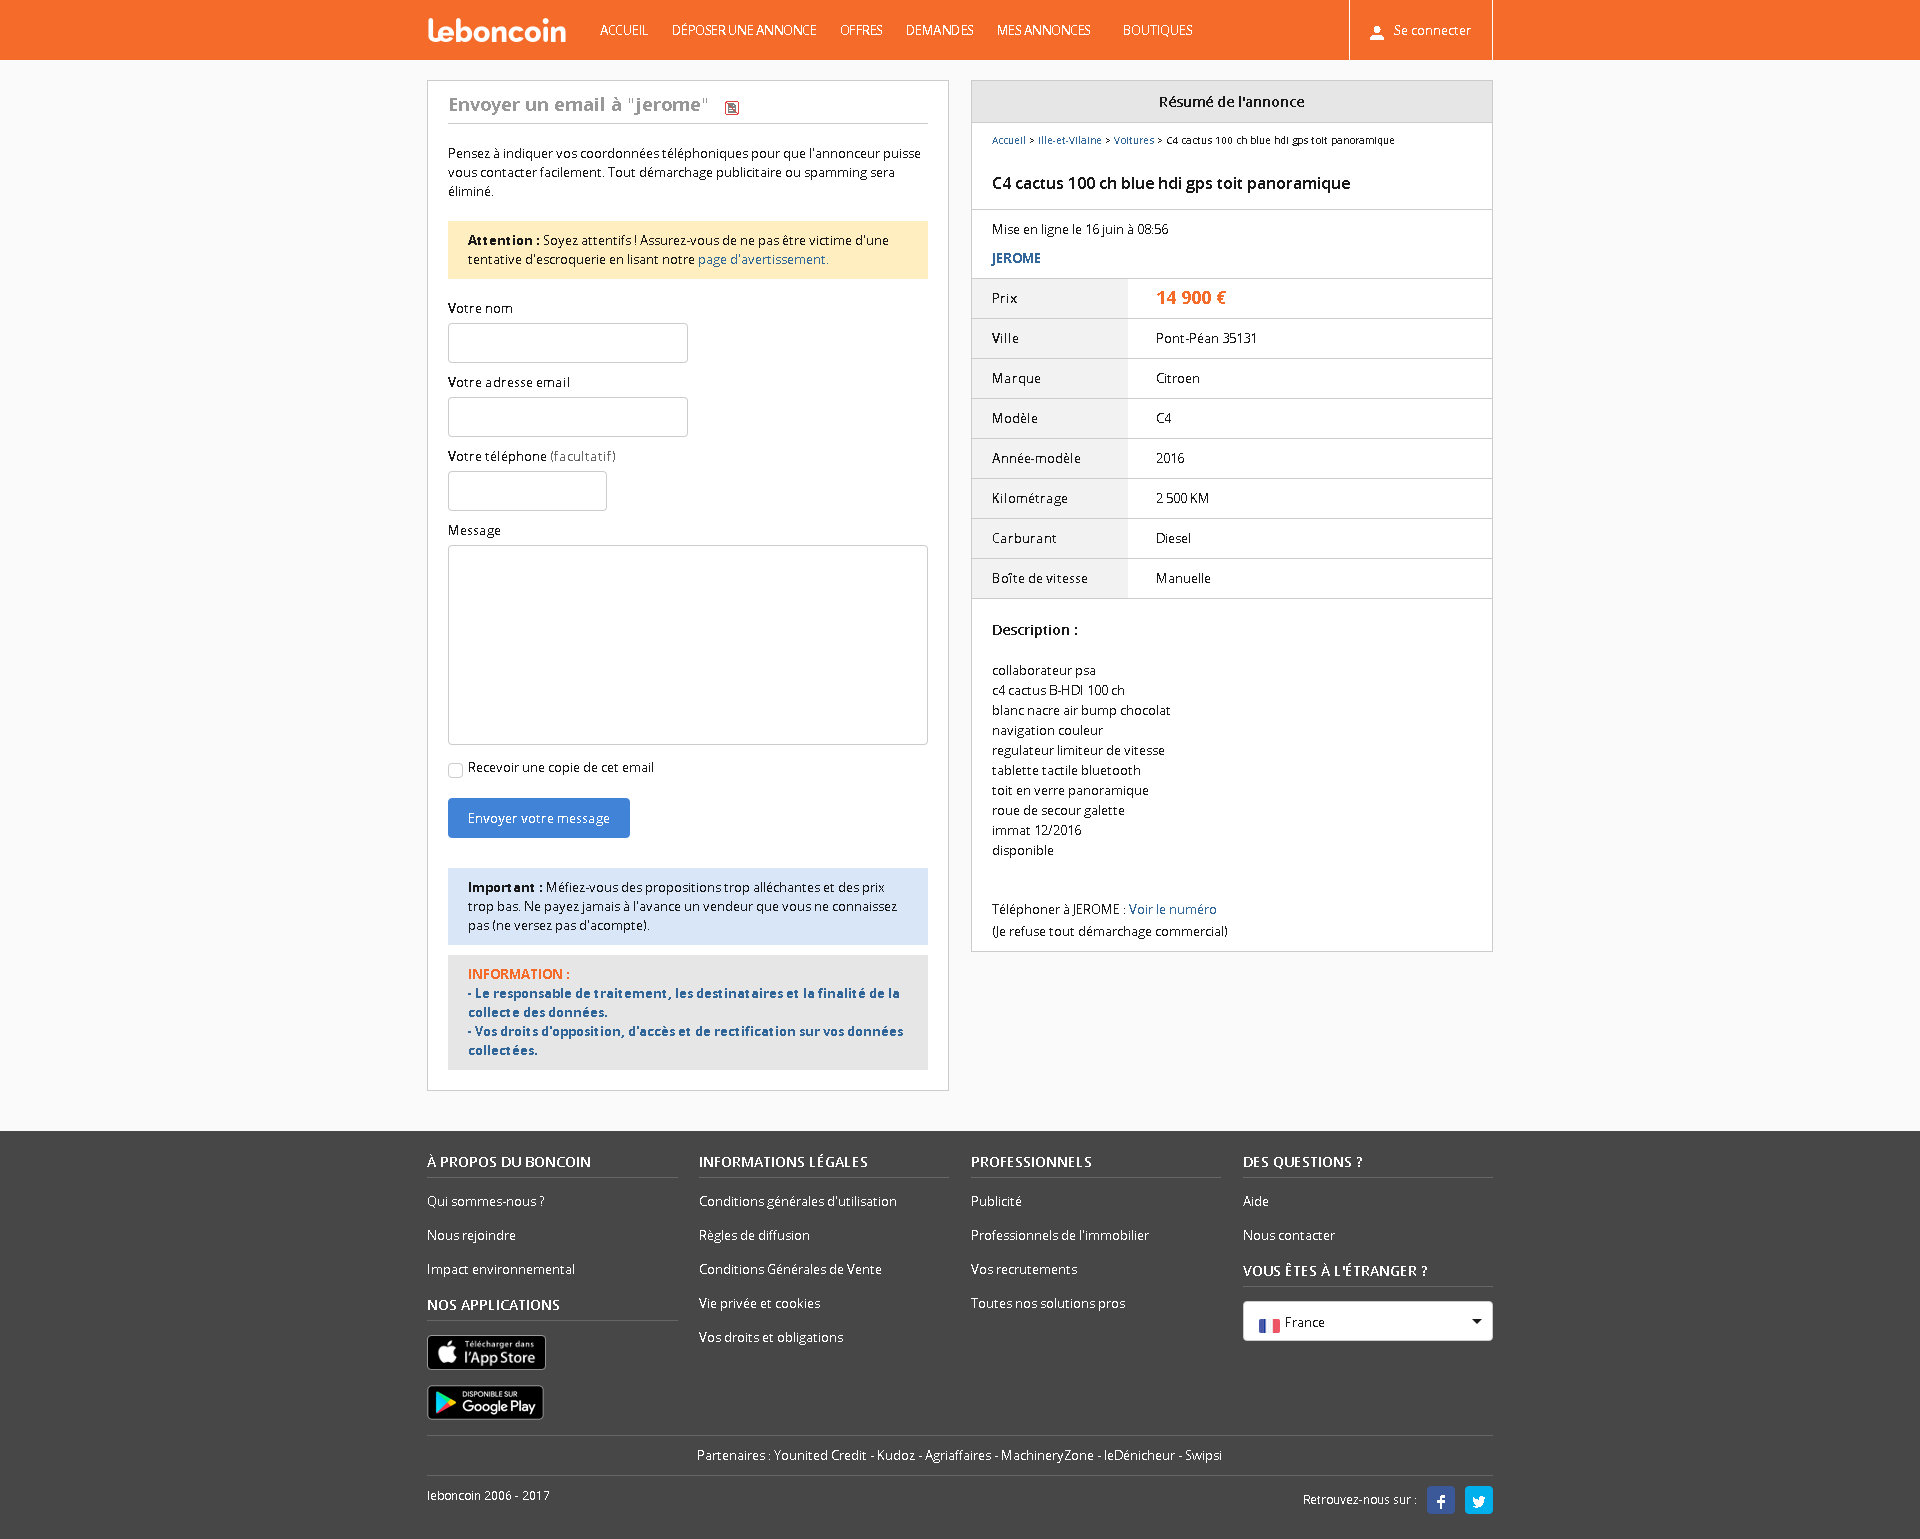 leboncoin
ACCUEIL
DÉPOSER UNE ANNONCE
OFFRES
DEMANDES
MES ANNONCES
BOUTIQUES
Se connecter
Envoyer un email à "jerome"
Pensez à indiquer vos coordonnées téléphoniques pour que l'annonceur puisse
vous contacter facilement. Tout démarchage publicitaire ou spamming sera
éliminé.
Attention : Soyez attentifs ! Assurez-vous de ne pas être victime d'une
tentative d'escroquerie en lisant notre page d'avertissement.
Votre nom
Votre adresse email
Votre téléphone (facultatif)
Message
Recevoir une copie de cet email
Envoyer votre message
Important : Méfiez-vous des propositions trop alléchantes et des prix
trop bas. Ne payez jamais à l'avance un vendeur que vous ne connaissez
pas (ne versez pas d'acompte).
INFORMATION :
- Le responsable de traitement, les destinataires et la finalité de la
collecte des données.
- Vos droits d'opposition, d'accès et de rectification sur vos données
collectées.
Résumé de l'annonce
Accueil > Ille-et-Vilaine > Voitures > C4 cactus 100 ch blue hdi gps toit panoramique
C4 cactus 100 ch blue hdi gps toit panoramique
Mise en ligne le 16 juin à 08:56
JEROME
Prix 14 900 €
Ville Pont-Péan 35131
Marque Citroen
Modèle C4
Année-modèle 2016
Kilométrage 2 500 KM
Carburant Diesel
Boîte de vitesse Manuelle
Description :
collaborateur psa
c4 cactus B-HDI 100 ch
blanc nacre air bump chocolat
navigation couleur
regulateur limiteur de vitesse
tablette tactile bluetooth
toit en verre panoramique
roue de secour galette
immat 12/2016
disponible
Téléphoner à JEROME : Voir le numéro
(Je refuse tout démarchage commercial)
À PROPOS DU BONCOIN
Qui sommes-nous ?
Nous rejoindre
Impact environnemental
NOS APPLICATIONS
Télécharger dans
l'App Store
DISPONIBLE SUR
Google Play
INFORMATIONS LÉGALES
Conditions générales d'utilisation
Règles de diffusion
Conditions Générales de Vente
Vie privée et cookies
Vos droits et obligations
PROFESSIONNELS
Publicité
Professionnels de l'immobilier
Vos recrutements
Toutes nos solutions pros
DES QUESTIONS ?
Aide
Nous contacter
VOUS ÊTES À L'ÉTRANGER ?
France
Partenaires : Younited Credit - Kudoz - Agriaffaires - MachineryZone - leDénicheur - Swipsi
leboncoin 2006 - 2017
Retrouvez-nous sur :